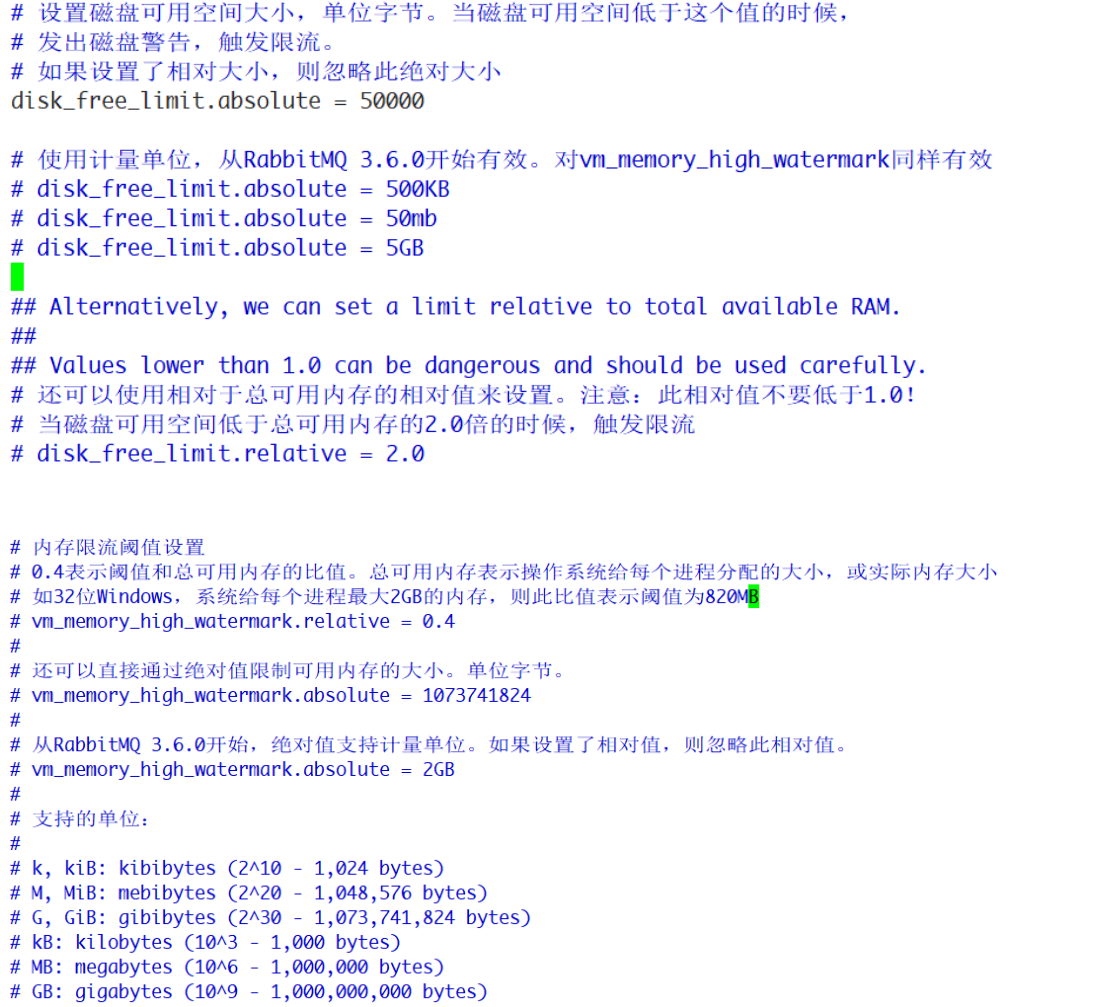 # 设置磁盘可用空间大小，单位字节。当磁盘可用空间低于这个值的时候，
# 发出磁盘警告，触发限流。
# 如果设置了相对大小，则忽略此绝对大小
disk_free_limit.absolute = 50000
# 使用计量单位，从RabbitMQ 3.6.0开始有效。对vm_memory_high_watermark同样有效
# disk_free_limit.absolute = 500KB
# disk_free_limit.absolute = 50mb
# disk_free_limit.absolute = 5GB
## Alternatively, we can set a limit relative to total available RAM.
##
## Values lower than 1.0 can be dangerous and should be used carefully.
# 还可以使用相对于总可用内存的相对值来设置。注意：此相对值不要低于1.0！
# 当磁盘可用空间低于总可用内存的2.0倍的时候，触发限流
# disk_free_limit.relative = 2.0
# 内存限流阈值设置
# 0.4表示阈值和总可用内存的比值。总可用内存表示操作系统给每个进程分配的大小，或实际内存大小
# 如32位Windows，系统给每个进程最大2GB的内存，则此比值表示阈值为820MB
# vm_memory_high_watermark.relative = 0.4
#
# 还可以直接通过绝对值限制可用内存的大小。单位字节。
# vm_memory_high_watermark.absolute = 1073741824
#
# 从RabbitMQ 3.6.0开始，绝对值支持计量单位。如果设置了相对值，则忽略此相对值。
# vm_memory_high_watermark.absolute = 2GB
#
# 支持的单位：
#
# k, kiB: kibibytes (2^10 - 1,024 bytes)
# M, MiB: mebibytes (2^20 - 1,048,576 bytes)
# G, GiB: gibibytes (2^30 - 1,073,741,824 bytes)
# kB: kilobytes (10^3 - 1,000 bytes)
# MB: megabytes (10^6 - 1,000,000 bytes)
# GB: gigabytes (10^9 - 1,000,000,000 bytes)